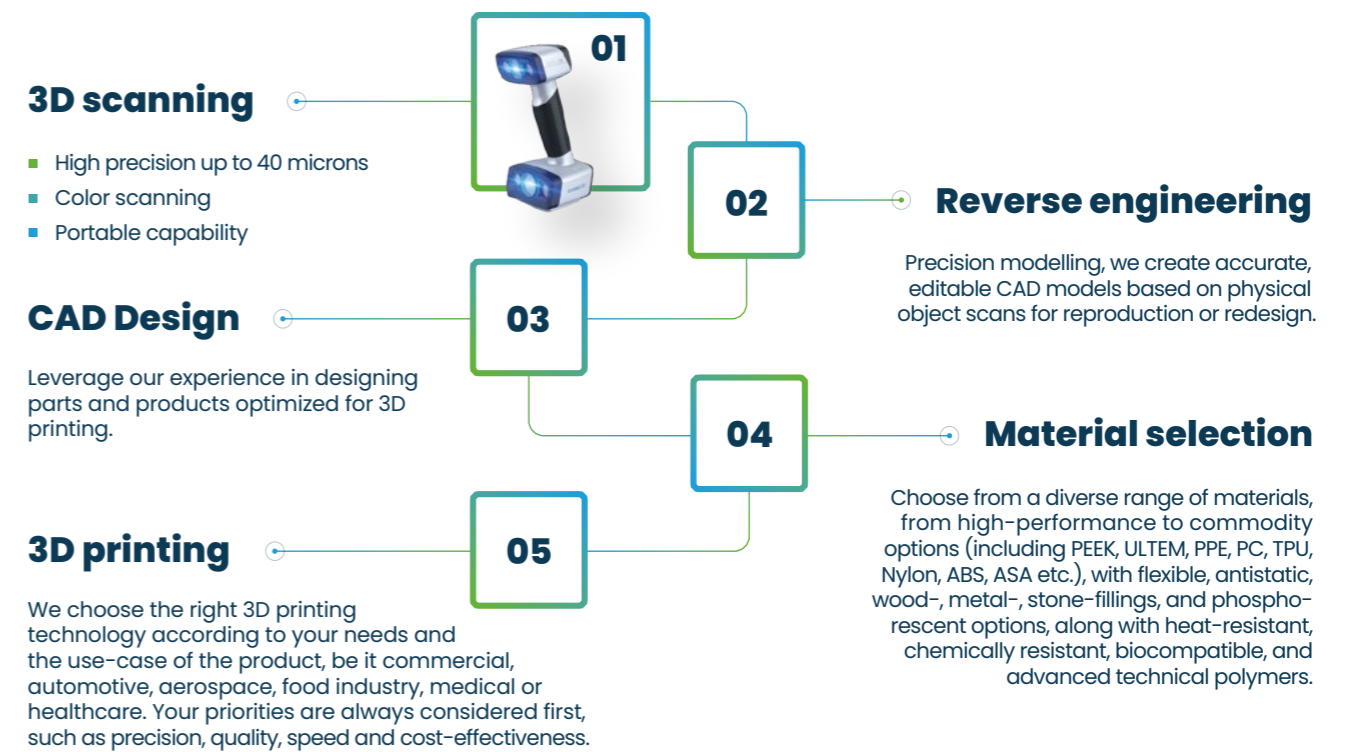 01
3D scanning
High precision up to 40 microns
Color scanning
Portable capability
02
Reverse engineering
Precision modelling, we create accurate,
editable CAD models based on physical
object scans for reproduction or redesign.
03
CAD Design
Leverage our experience in designing
parts and products optimized for 3D
printing.
04
Material selection
Choose from a diverse range of materials,
from high-performance to commodity
options (including PEEK, ULTEM, PPE, PC, TPU,
Nylon, ABS, ASA etc.), with flexible, antistatic,
wood-, metal-, stone-fillings, and phospho-
rescent options, along with heat-resistant,
chemically resistant, biocompatible, and
advanced technical polymers.
05
3D printing
We choose the right 3D printing
technology according to your needs and
the use-case of the product, be it commercial,
automotive, aerospace, food industry, medical or
healthcare. Your priorities are always considered first,
such as precision, quality, speed and cost-effectiveness.